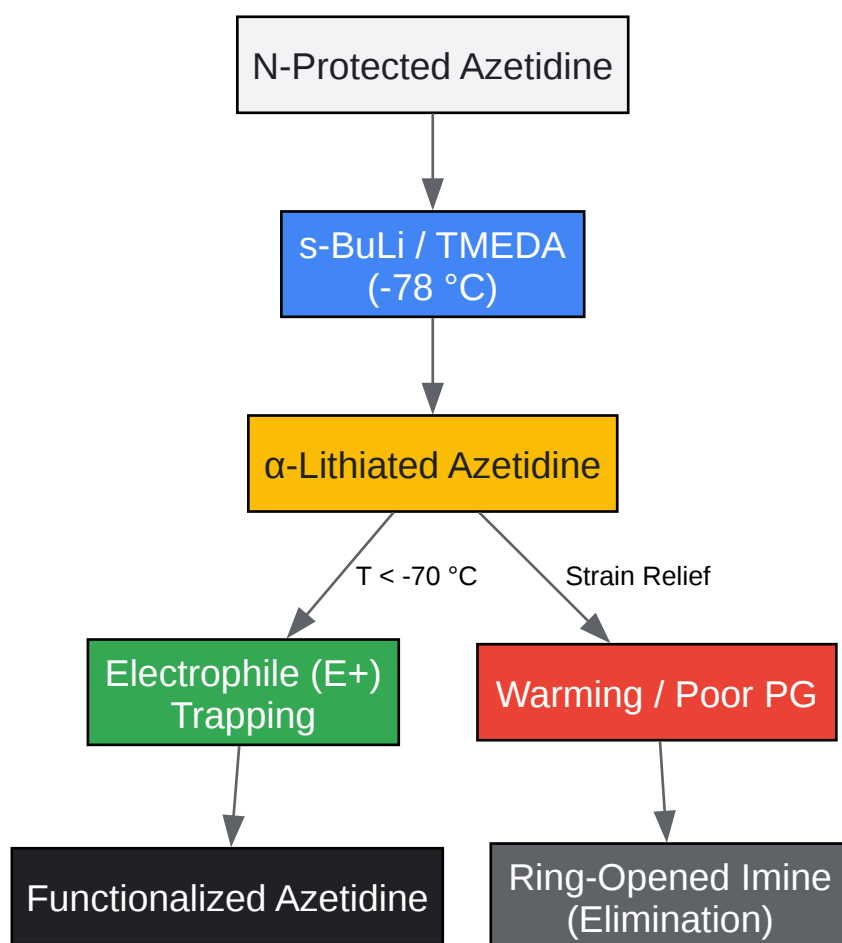 N-Protected Azetidine
s-BuLi / TMEDA
(-78 °C)
α-Lithiated Azetidine
T < -70 °C
Strain Relief
Electrophile (E+)
Trapping
Warming / Poor PG
Functionalized Azetidine
Ring-Opened Imine
(Elimination)